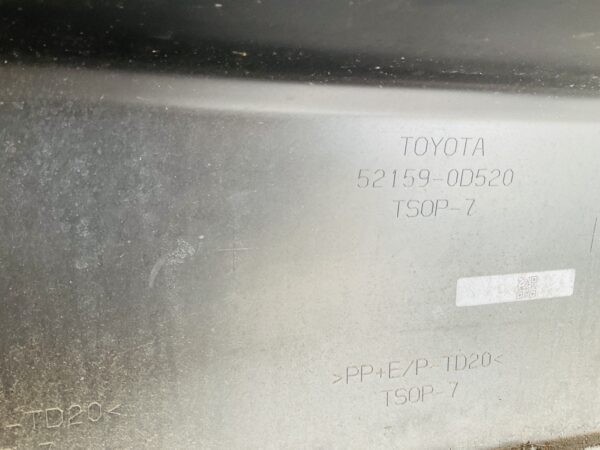 TOYOTA
52159-0D520
TSOP-7
>PP+E/P-TD20<
TSOP-7
-TD20<